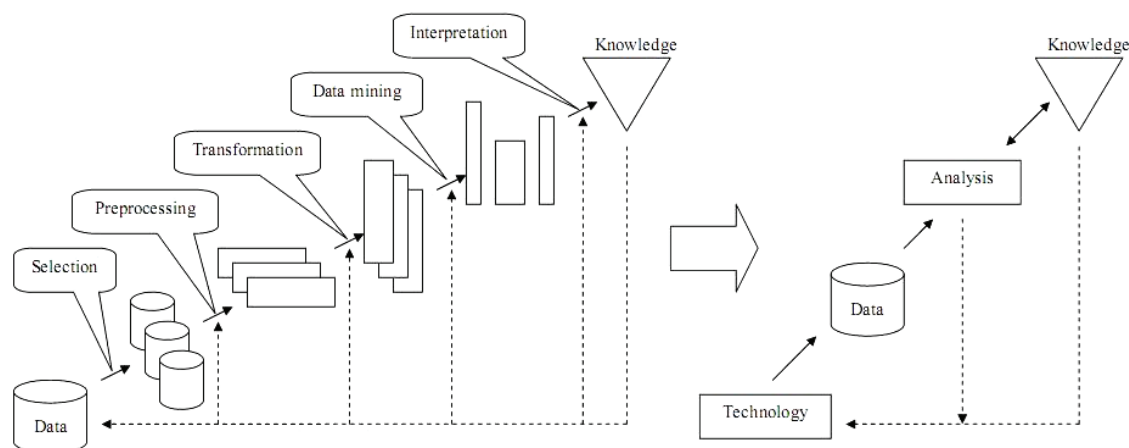 Interpretation
Knowledge
Data mining
Transformation
Preprocessing
Selection
Data
Knowledge
Analysis
Data
Technology